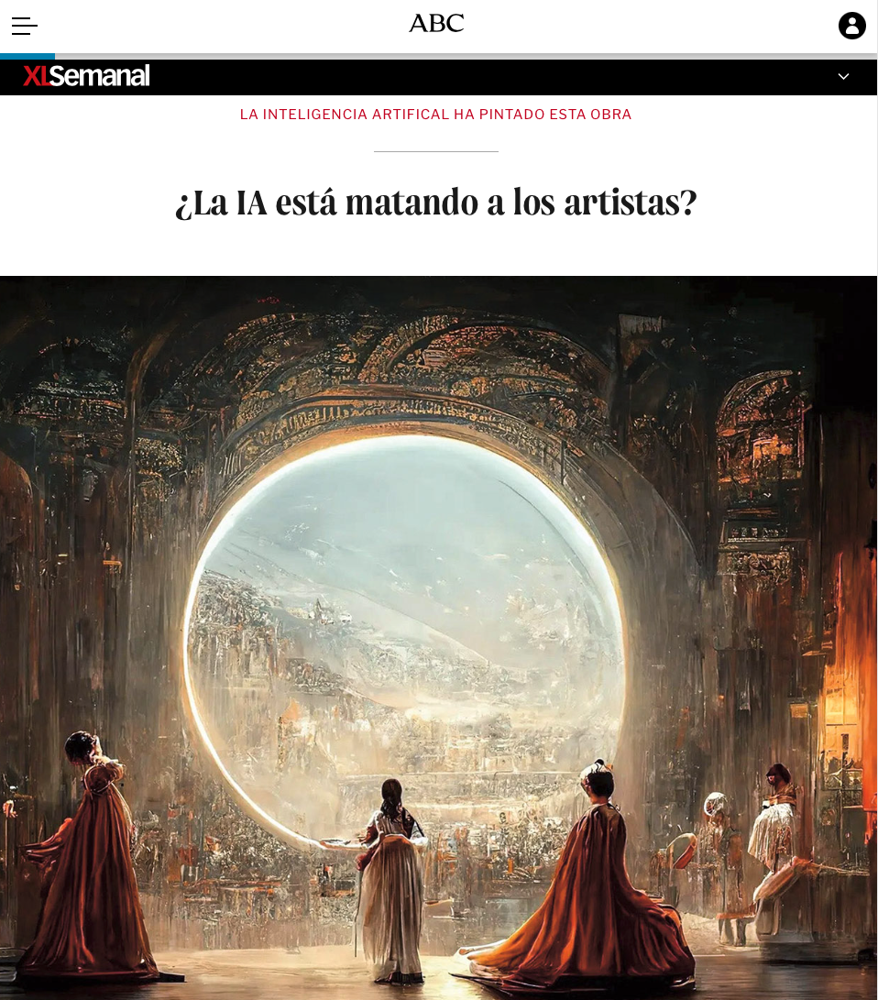 ABC
XLSemanal
LA INTELIGENCIA ARTIFICAL HA PINTADO ESTA OBRA
¿La IA está matando a los artistas?